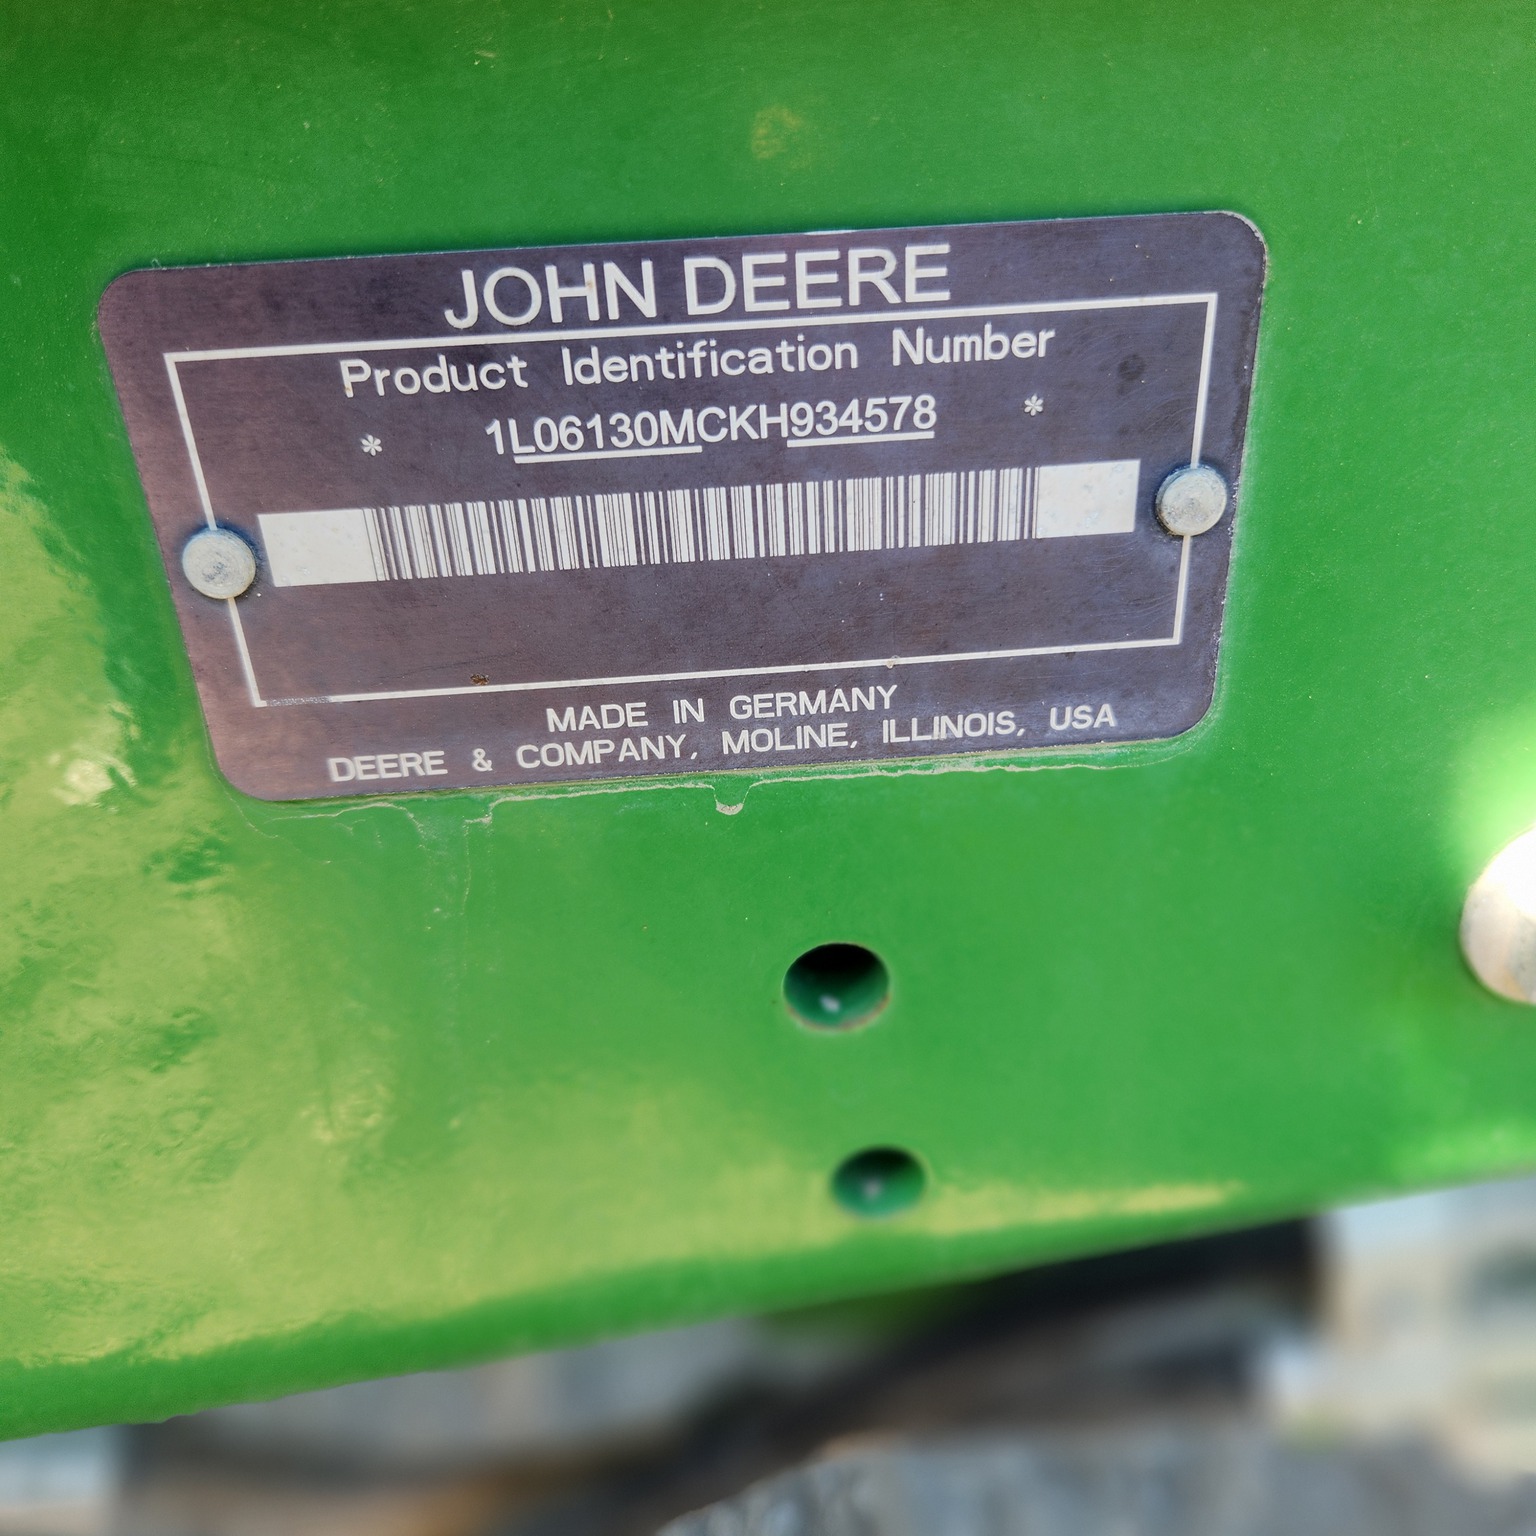 JOHN DEERE
Product Identification Number
* 1L06130MCKH934578 *
MADE IN GERMANY
DEERE & COMPANY, MOLINE, ILLINOIS, USA